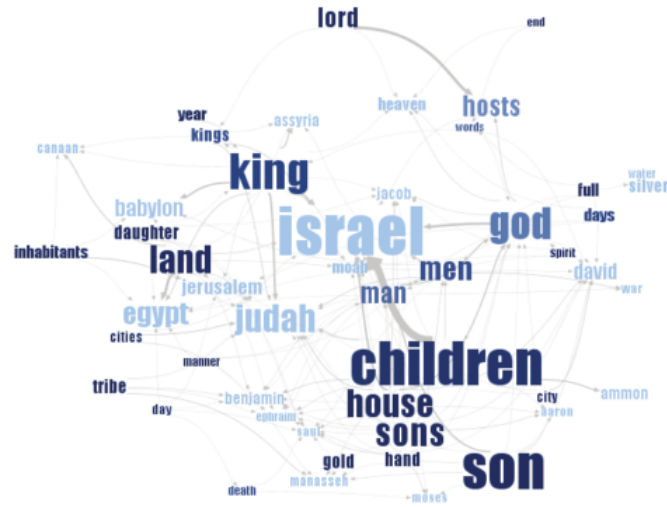 lord
end
heaven
hosts
year
assyria
words
kings
canaan
king
water
jacob
silver
full
babylon
israel
god
days
daughter
inhabitants
land
spirit
moab
men
david
jerusalem
man
war
egypt
judah
cities
manner
children
tribe
benjamin
city
ammon
house
day
ephraim
aaron
saul
sons
gold
hand
son
manasseh
death
moses